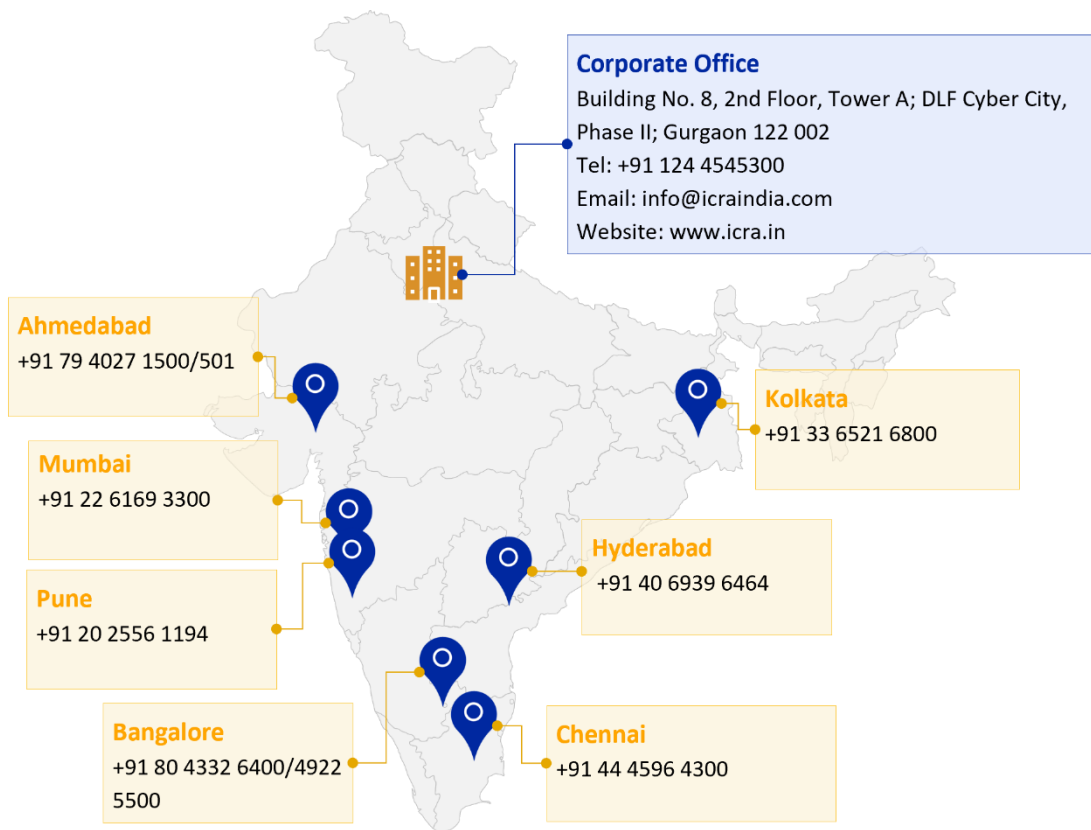 Corporate Office
Building No. 8, 2nd Floor, Tower A; DLF Cyber City,
Phase II; Gurgaon 122 002
Tel: +91 124 4545300
Email: info@icraindia.com
Website: www.icra.in
Ahmedabad
+91 79 4027 1500/501
Kolkata
+91 33 6521 6800
Mumbai
+91 22 6169 3300
Hyderabad
+91 40 6939 6464
Pune
+91 20 2556 1194
Bangalore
+91 80 4332 6400/4922
5500
Chennai
+91 44 4596 4300